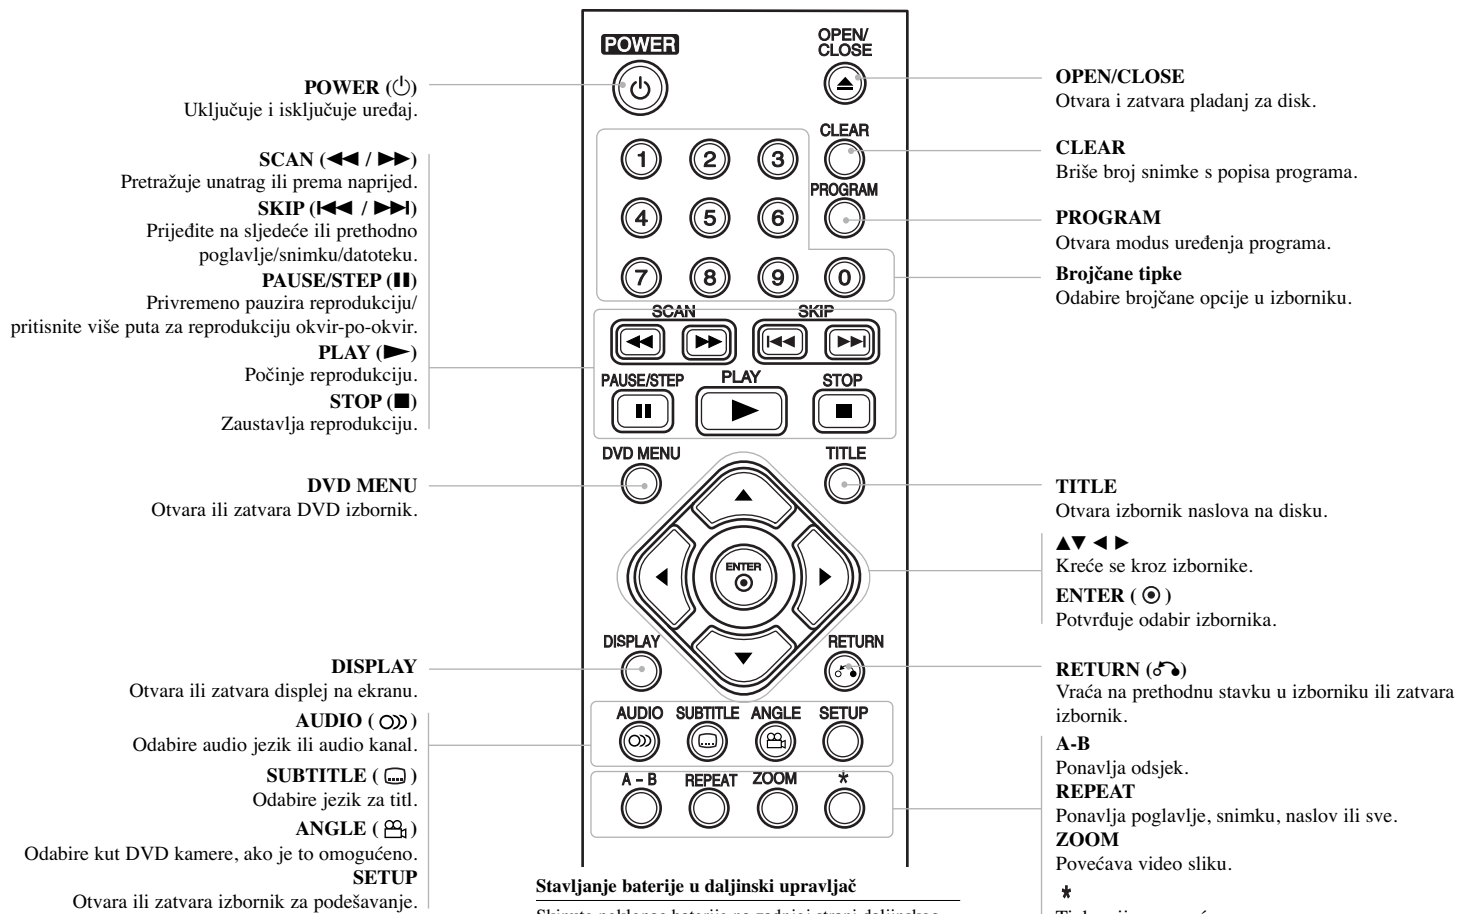 POWER (⏻)
Uključuje i isključuje uređaj.
SCAN (◀◀ / ▶▶)
Pretražuje unatrag ili prema naprijed.
SKIP (I◀◀ / ▶▶I)
Prijeđite na sljedeće ili prethodno
poglavlje/snimku/datoteku.
PAUSE/STEP (II)
Privremeno pauzira reprodukciju/
pritisnite više puta za reprodukciju okvir-po-okvir.
PLAY (▶)
Počinje reprodukciju.
STOP (■)
Zaustavlja reprodukciju.
DVD MENU
Otvara ili zatvara DVD izbornik.
DISPLAY
Otvara ili zatvara displej na ekranu.
AUDIO ( )
Odabire audio jezik ili audio kanal.
SUBTITLE ( )
Odabire jezik za titl.
ANGLE ( )
Odabire kut DVD kamere, ako je to omogućeno.
SETUP
Otvara ili zatvara izbornik za podešavanje.
POWER
OPEN/
CLOSE
CLEAR
1 2 3
PROGRAM
4 5 6
7 8 9 0
SCAN SKIP
PAUSE/STEP PLAY STOP
DVD MENU TITLE
ENTER
DISPLAY RETURN
AUDIO SUBTITLE ANGLE SETUP
A – B REPEAT ZOOM *
Stavljanje baterije u daljinski upravljač
OPEN/CLOSE
Otvara i zatvara pladanj za disk.
CLEAR
Briše broj snimke s popisa programa.
PROGRAM
Otvara modus uređenja programa.
Brojčane tipke
Odabire brojčane opcije u izborniku.
TITLE
Otvara izbornik naslova na disku.
▲▼ ◀ ▶
Kreće se kroz izbornike.
ENTER ( ◉ )
Potvrđuje odabir izbornika.
RETURN ( )
Vraća na prethodnu stavku u izborniku ili zatvara
izbornik.
A-B
Ponavlja odsjek.
REPEAT
Ponavlja poglavlje, snimku, naslov ili sve.
ZOOM
Povećava video sliku.
*